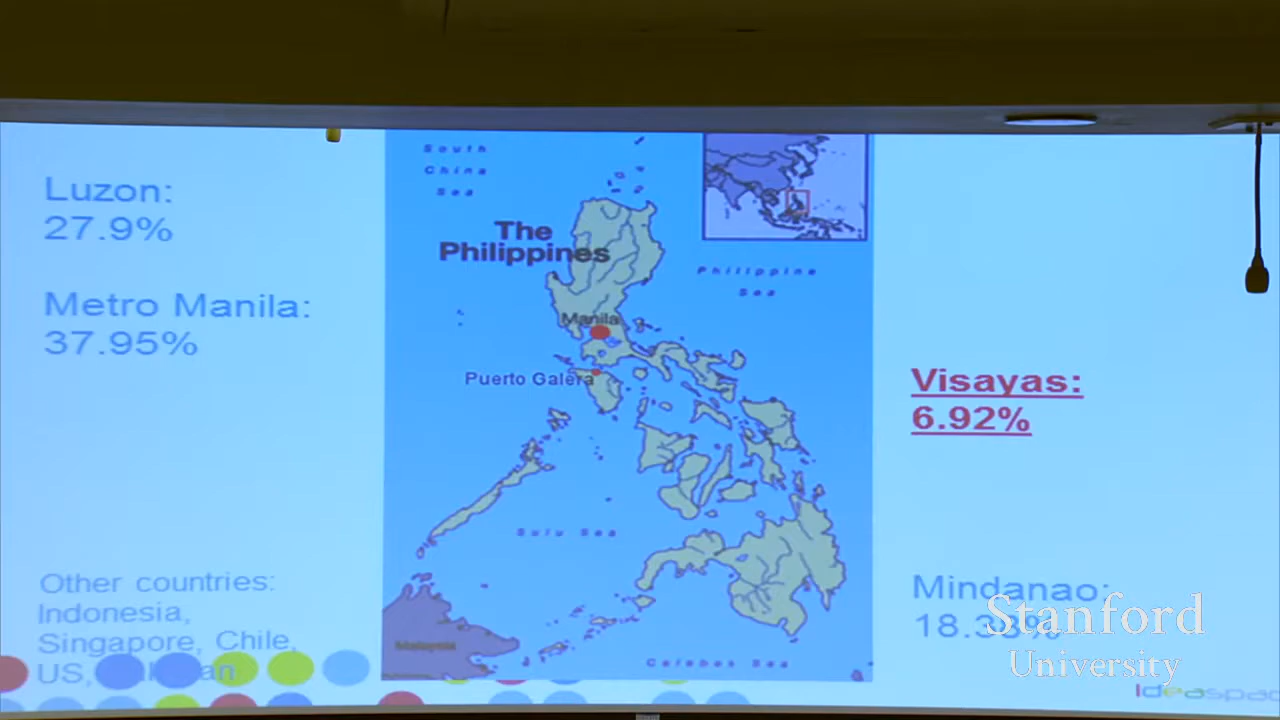 Luzon:
27.9%
Metro Manila:
37.95%
Other countries:
Indonesia,
Singapore, Chile,
US,
South
China
Sea
The
Philippines
Philippine
Sea
Manila
Puerto Galera
Sulu Sea
Malaysia
Celebes Sea
Visayas:
6.92%
Mindanao:
Stanford
University